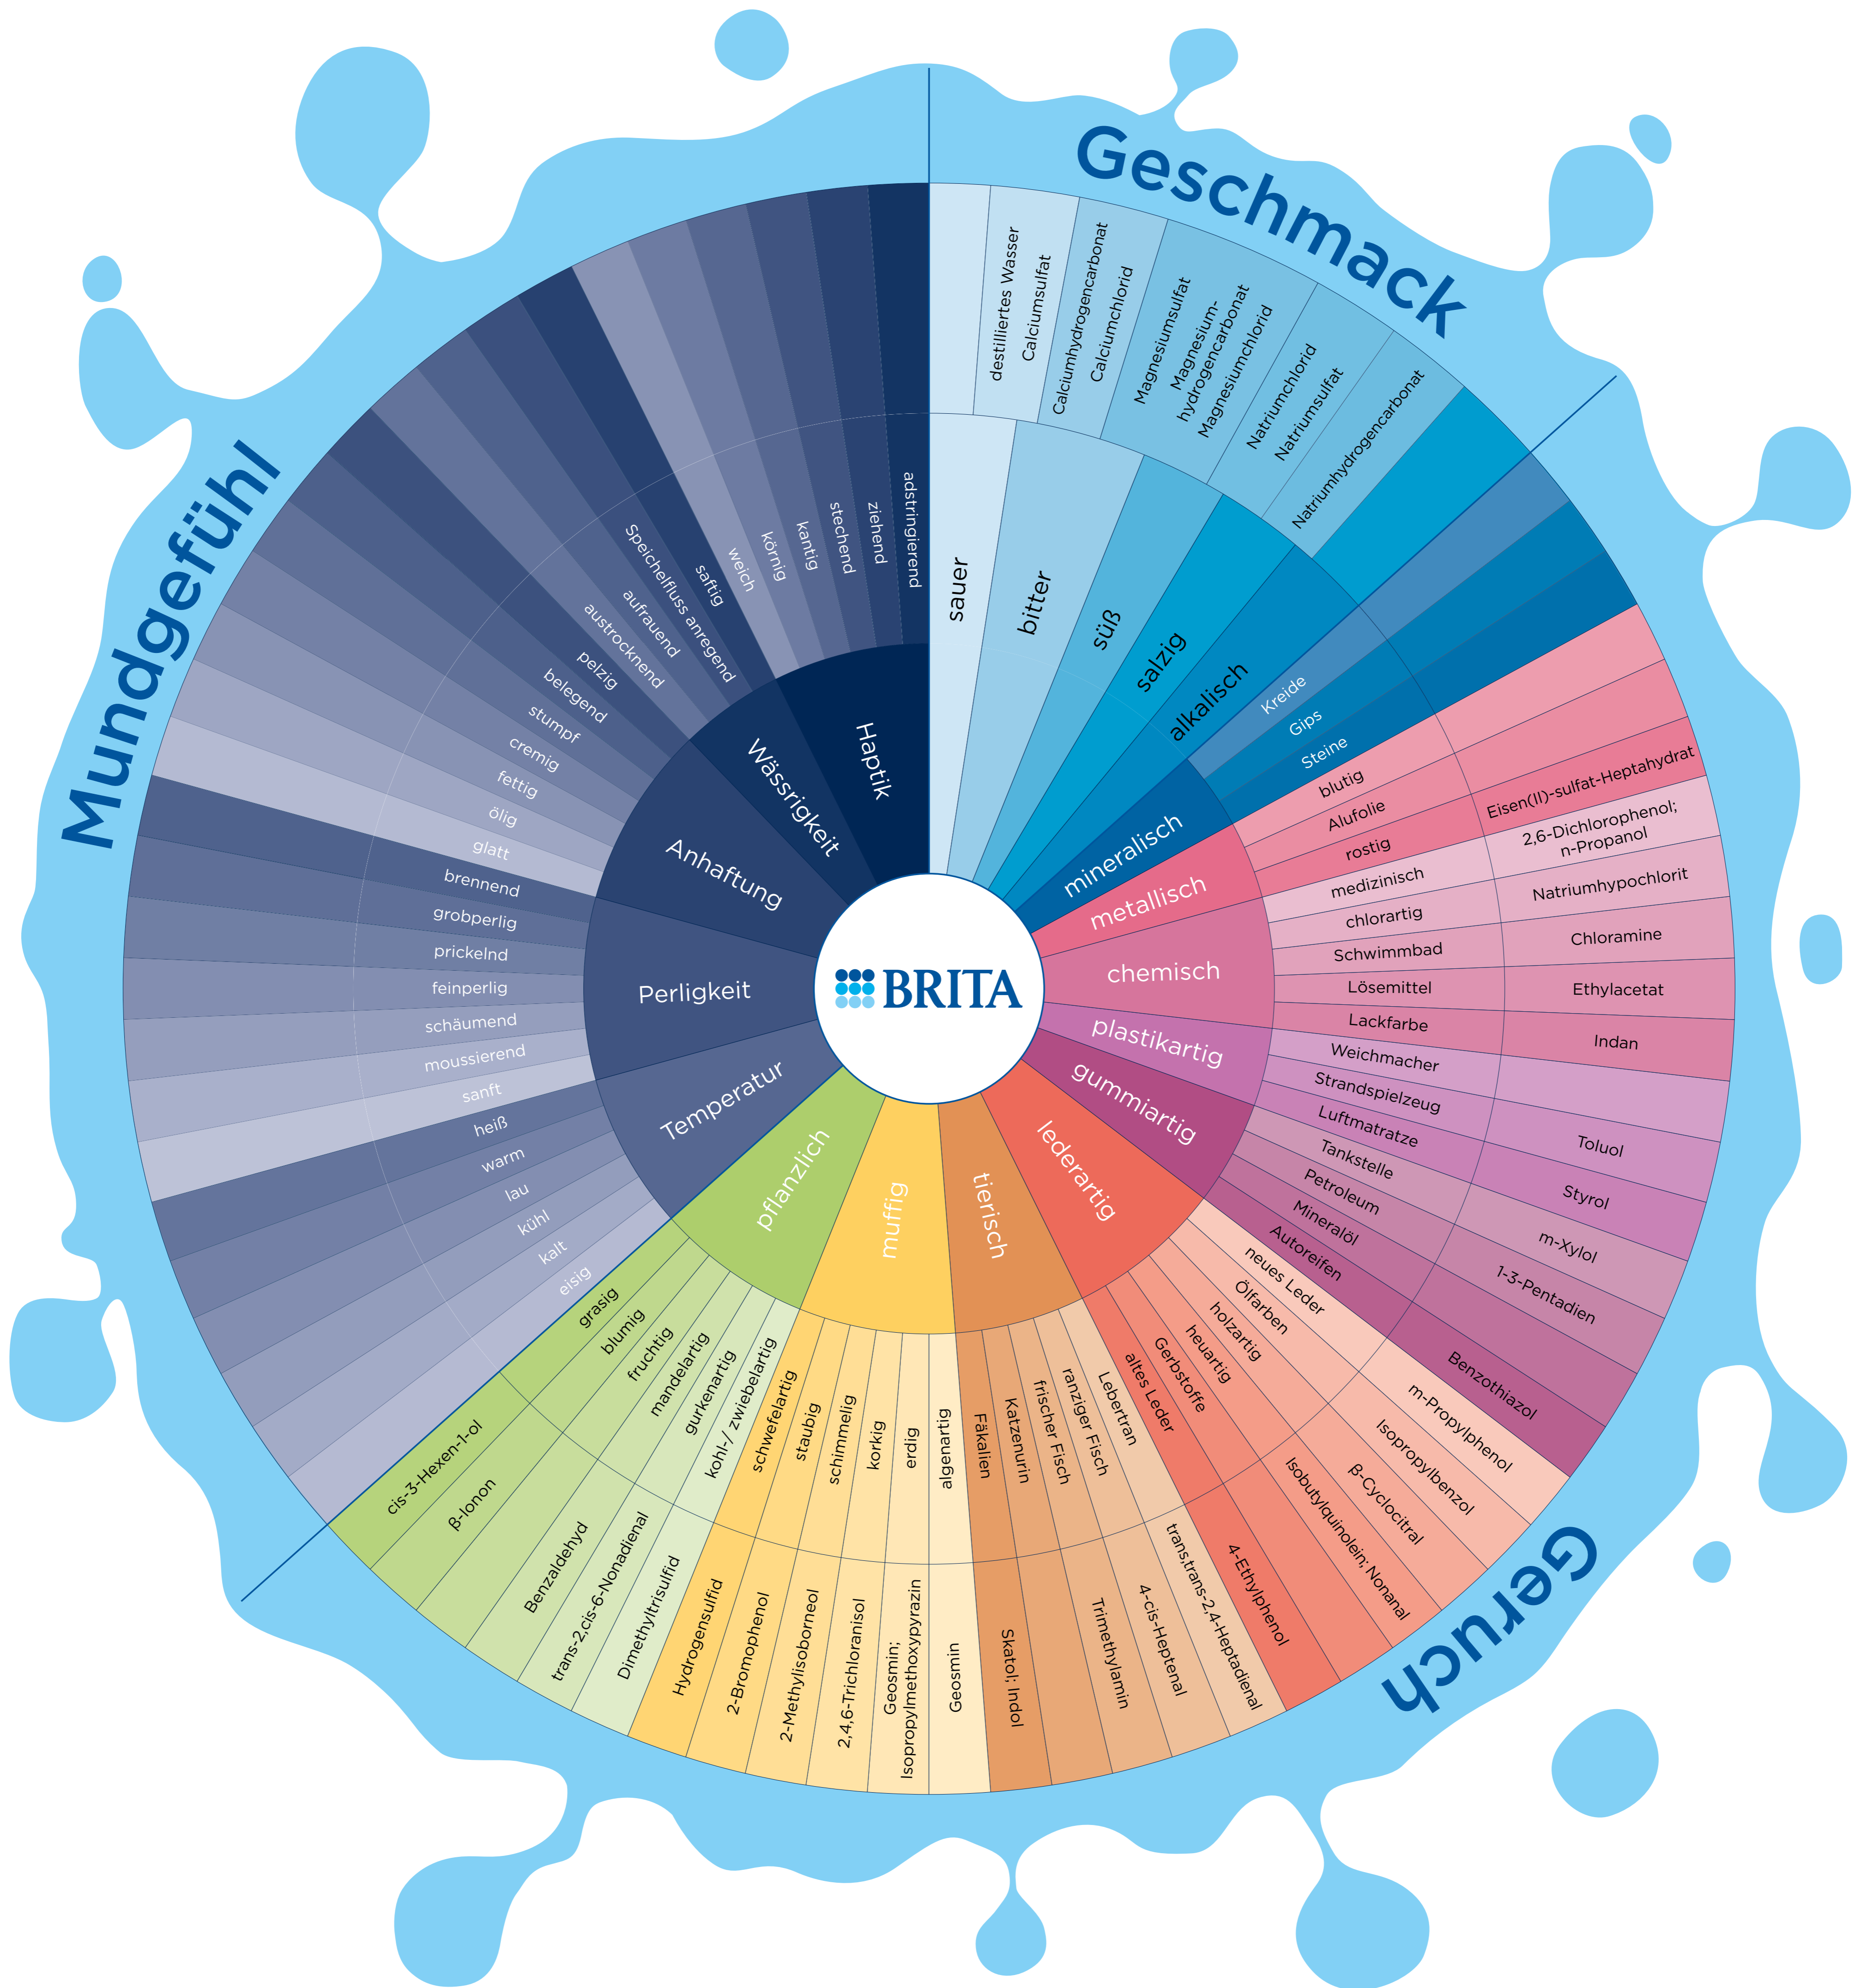 Geschmack
sauer
bitter
süß
salzig
alkalisch
destilliertes Wasser
Calciumsulfat
Calciumhydrogencarbonat
Calciumchlorid
Magnesiumsulfat
Magnesium-
hydrogencarbonat
Magnesiumchlorid
Natriumchlorid
Natriumsulfat
Natriumhydrogencarbonat
Geruch
mineralisch
Kreide
Gips
Steine
metallisch
blutig
Alufolie
rostig
Eisen(II)-sulfat-Heptahydrat
chemisch
medizinisch
2,6-Dichlorophenol;
n-Propanol
chlorartig
Natriumhypochlorit
Schwimmbad
Chloramine
Lösemittel
Ethylacetat
Lackfarbe
Indan
plastikartig
Weichmacher
Strandspielzeug
Toluol
Luftmatratze
Styrol
gummiartig
Tankstelle
m-Xylol
Petroleum
1-3-Pentadien
Mineralöl
Autoreifen
Benzothiazol
lederartig
neues Leder
m-Propylphenol
Ölfarben
Isopropylbenzol
holzartig
β-Cyclocitral
heuartig
Isobutylquinolein; Nonanal
Gerbstoffe
altes Leder
4-Ethylphenol
tierisch
Lebertran
trans,trans-2,4-Heptadienal
ranziger Fisch
4-cis-Heptenal
frischer Fisch
Trimethylamin
Katzenurin
Fäkalien
Skatol; Indol
muffig
algenartig
Geosmin
erdig
Geosmin;
Isopropylmethoxypyrazin
korkig
2,4,6-Trichloranisol
schimmelig
2-Methylisoborneol
staubig
2-Bromophenol
schwefelartig
Hydrogensulfid
pflanzlich
kohl-/ zwiebelartig
Dimethyltrisulfid
gurkenartig
trans-2,cis-6-Nonadienal
mandelartig
Benzaldehyd
fruchtig
blumig
β-Ionon
grasig
cis-3-Hexen-1-ol
Mundgefühl
Temperatur
eisig
kalt
kühl
lau
warm
heiß
Perligkeit
sanft
moussierend
schäumend
feinperlig
prickelnd
grobperlig
brennend
Anhaftung
glatt
ölig
fettig
cremig
stumpf
belegend
pelzig
Wässrigkeit
austrocknend
aufrauend
Speichelfluss anregend
saftig
Haptik
weich
körnig
kantig
stechend
ziehend
adstringierend
BRITA